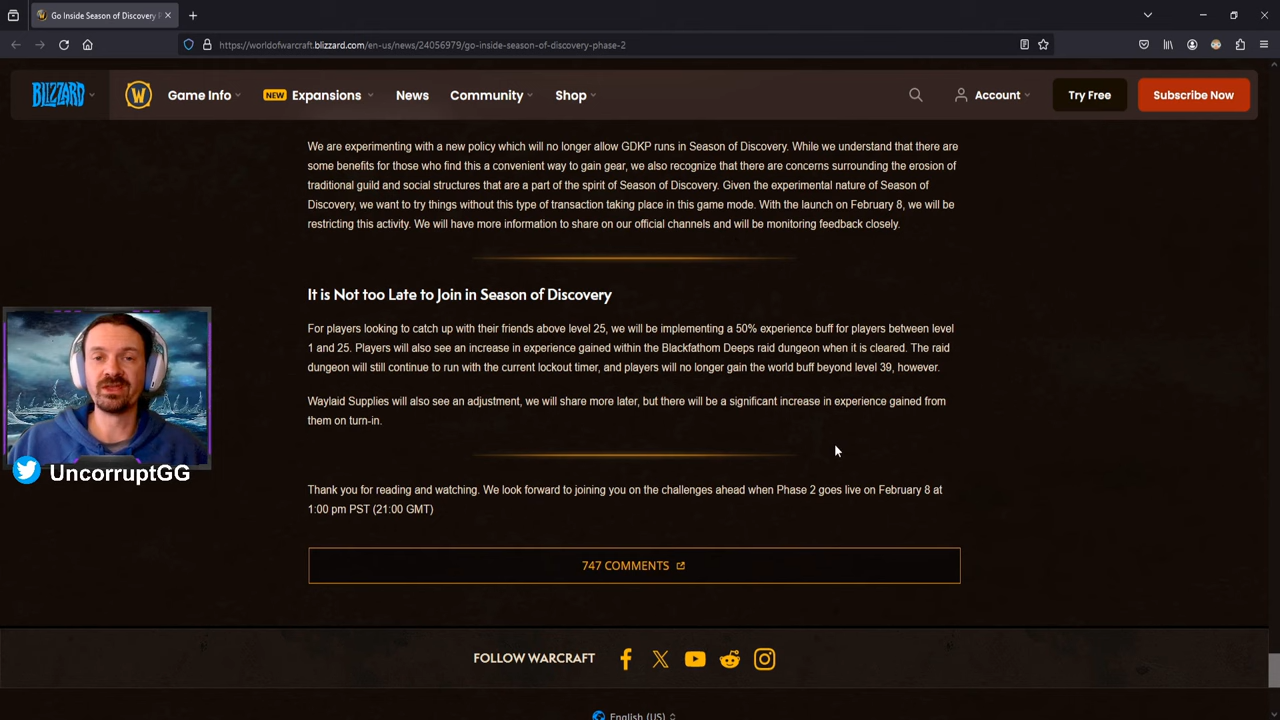 Go Inside Season of Discovery
https://worldofwarcraft.blizzard.com/en-us/news/24056979/go-inside-season-of-discovery-phase-2
BLIZZARD
W
Game Info
NEW
Expansions
News
Community
Shop
Account
Try Free
Subscribe Now
We are experimenting with a new policy which will no longer allow GDKP runs in Season of Discovery. While we understand that there are
some benefits for those who find this a convenient way to gain gear, we also recognize that there are concerns surrounding the erosion of
traditional guild and social structures that are a part of the spirit of Season of Discovery. Given the experimental nature of Season of
Discovery, we want to try things without this type of transaction taking place in this game mode. With the launch on February 8, we will be
restricting this activity. We will have more information to share on our official channels and will be monitoring feedback closely.
It is Not too Late to Join in Season of Discovery
For players looking to catch up with their friends above level 25, we will be implementing a 50% experience buff for players between level
1 and 25. Players will also see an increase in experience gained within the Blackfathom Deeps raid dungeon when it is cleared. The raid
dungeon will still continue to run with the current lockout timer, and players will no longer gain the world buff beyond level 39, however.
Waylaid Supplies will also see an adjustment, we will share more later, but there will be a significant increase in experience gained from
them on turn-in.
UncorruptGG
Thank you for reading and watching. We look forward to joining you on the challenges ahead when Phase 2 goes live on February 8 at
1:00 pm PST (21:00 GMT)
747 COMMENTS
FOLLOW WARCRAFT
English (US)